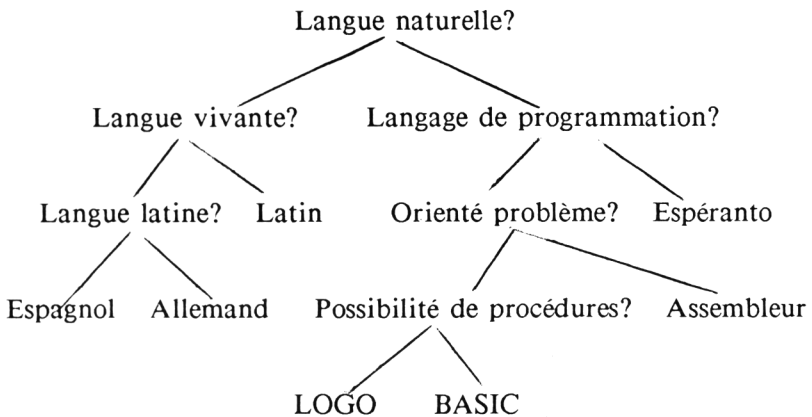 Langue naturelle?
Langue vivante? Langage de programmation?
Langue latine? Latin Orienté problème? Espéranto
Espagnol Allemand Possibilité de procédures? Assembleur
LOGO BASIC